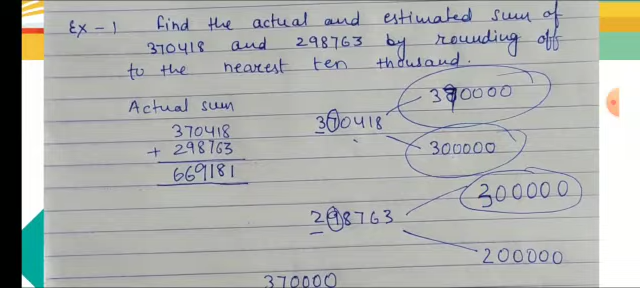 Ex - 1 Find the actual and estimated sum of
370418 and 298763 by rounding off
to the nearest ten thousand.
Actual sum
370418
+ 298763
669181
370418
370000
300000
298763
300000
200000
370000